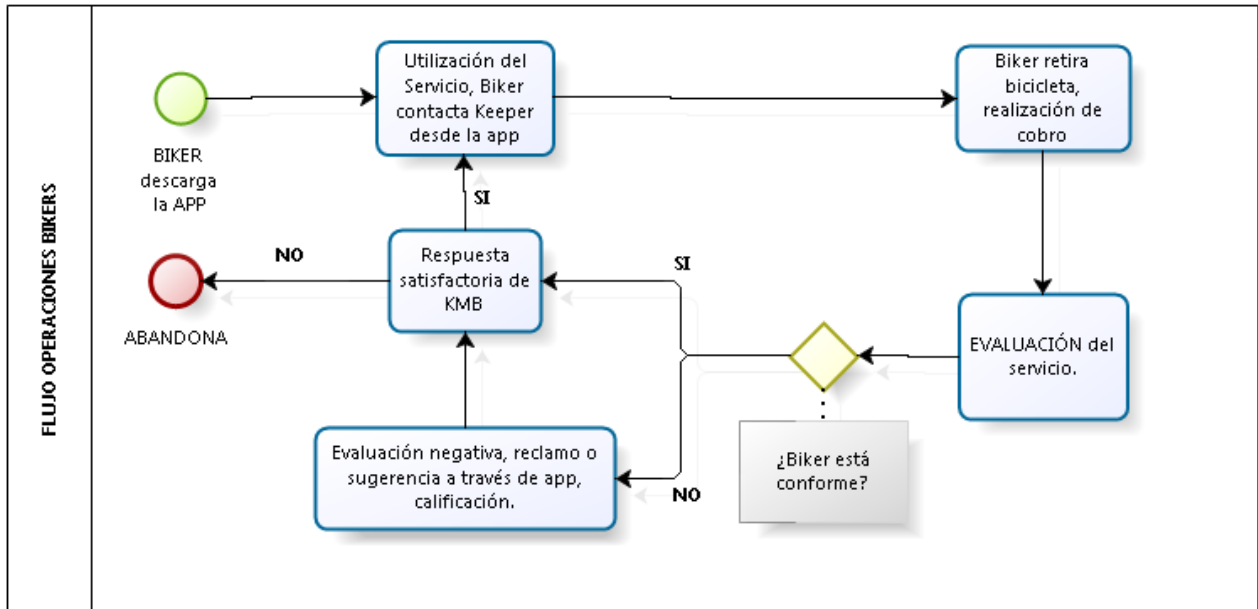 FLUJO OPERACIONES BIKERS
BIKER
descarga
la APP
Utilización del
Servicio, Biker
contacta Keeper
desde la app
Biker retira
bicicleta,
realización de
cobro
EVALUACIÓN del
servicio.
¿Biker está
conforme?
SI
NO
Evaluación negativa, reclamo o
sugerencia a través de app,
calificación.
Respuesta
satisfactoria de
KMB
SI
NO
ABANDONA